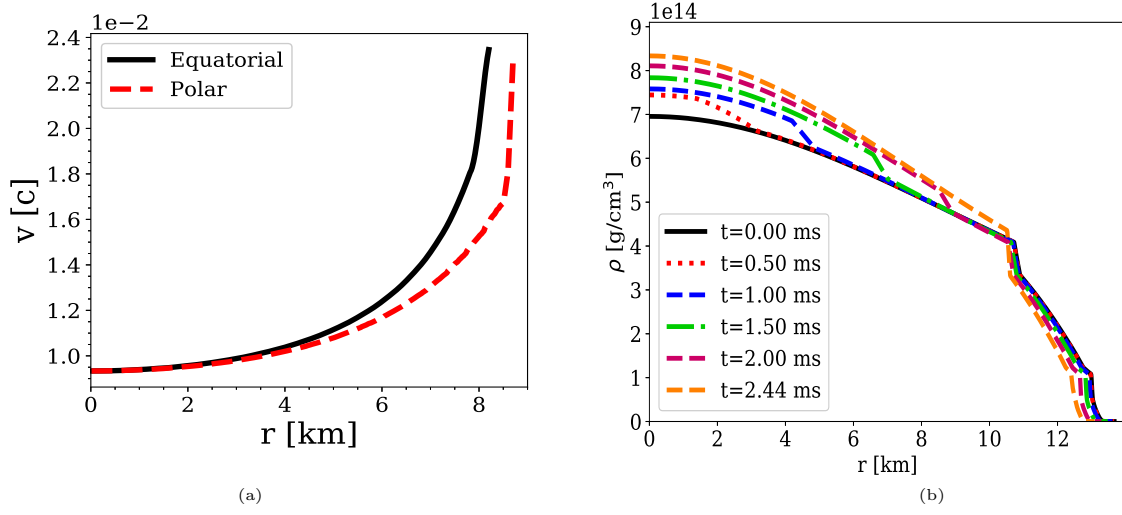 1e−2
2.4
2.2
2.0
1.8
1.6
1.4
1.2
1.0
v [c]
Equatorial
Polar
0
2
4
6
8
r [km]
(a)
1e14
9
8
7
6
5
4
3
2
1
0
ρ [g/cm³]
t=0.00 ms
t=0.50 ms
t=1.00 ms
t=1.50 ms
t=2.00 ms
t=2.44 ms
0
2
4
6
8
10
12
r [km]
(b)